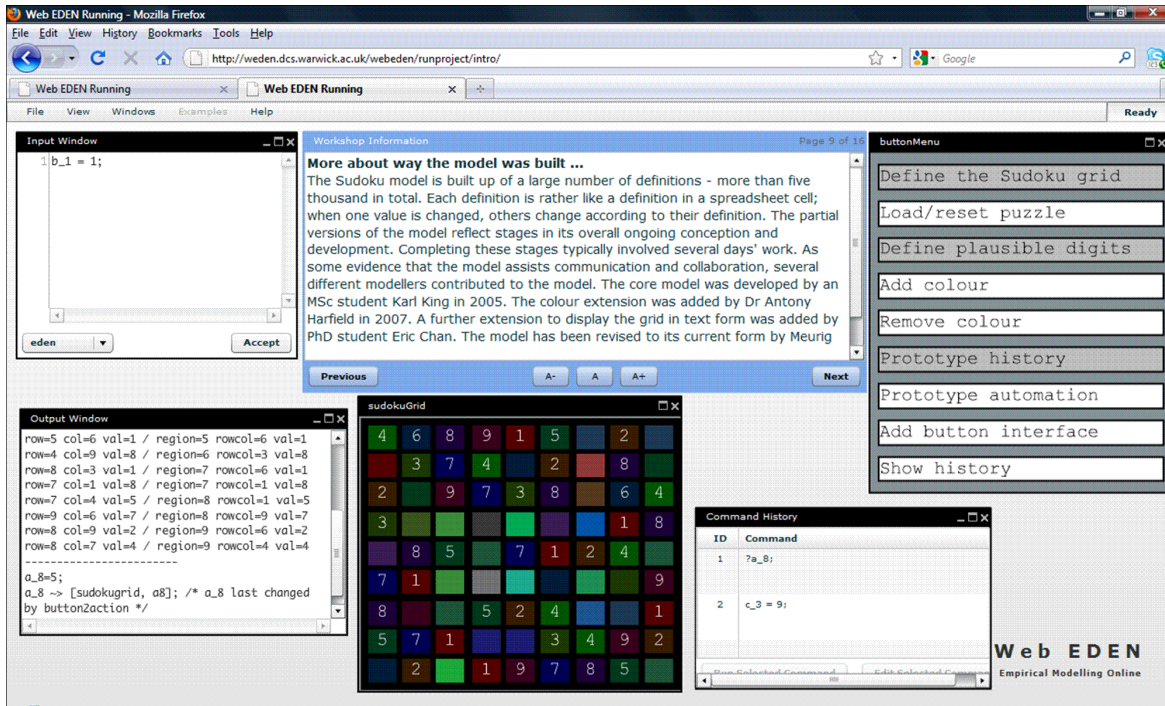 Web EDEN Running - Mozilla Firefox
File Edit View History Bookmarks Tools Help
http://weden.dcs.warwick.ac.uk/webeden/runproject/intro/
Google
Web EDEN Running
Web EDEN Running
File View Windows Examples Help
Ready
Input Window
1 b_1 = 1;
eden
Accept
Workshop Information Page 9 of 16
More about way the model was built ...
The Sudoku model is built up of a large number of definitions - more than five
thousand in total. Each definition is rather like a definition in a spreadsheet cell;
when one value is changed, others change according to their definition. The partial
versions of the model reflect stages in its overall ongoing conception and
development. Completing these stages typically involved several days' work. As
some evidence that the model assists communication and collaboration, several
different modellers contributed to the model. The core model was developed by an
MSc student Karl King in 2005. The colour extension was added by Dr Antony
Harfield in 2007. A further extension to display the grid in text form was added by
PhD student Eric Chan. The model has been revised to its current form by Meurig
Previous A- A A+ Next
buttonMenu
Define the Sudoku grid
Load/reset puzzle
Define plausible digits
Add colour
Remove colour
Prototype history
Prototype automation
Add button interface
Show history
Output Window
row=5 col=6 val=1 / region=5 rowcol=6 val=1
row=4 col=9 val=8 / region=6 rowcol=3 val=8
row=8 col=3 val=1 / region=7 rowcol=6 val=1
row=7 col=1 val=8 / region=7 rowcol=1 val=8
row=7 col=4 val=5 / region=8 rowcol=1 val=5
row=9 col=6 val=7 / region=8 rowcol=9 val=7
row=8 col=9 val=2 / region=9 rowcol=6 val=2
row=8 col=7 val=4 / region=9 rowcol=4 val=4
-------------------------
a_8=5;
a_8 ~> [sudokugrid, a8]; /* a_8 last changed
by button2action */
sudokuGrid
4 6 8 9 1 5 2
3 7 4 2 8
2 9 7 3 8 6 4
3 1 8
8 5 7 1 2 4
7 1 9
8 5 2 4 1
5 7 1 3 4 9 2
2 1 9 7 8 5
Command History
ID Command
1 ?a_8;
2 c_3 = 9;
Run Selected Command Edit Selected Comman
Web EDEN
Empirical Modelling Online